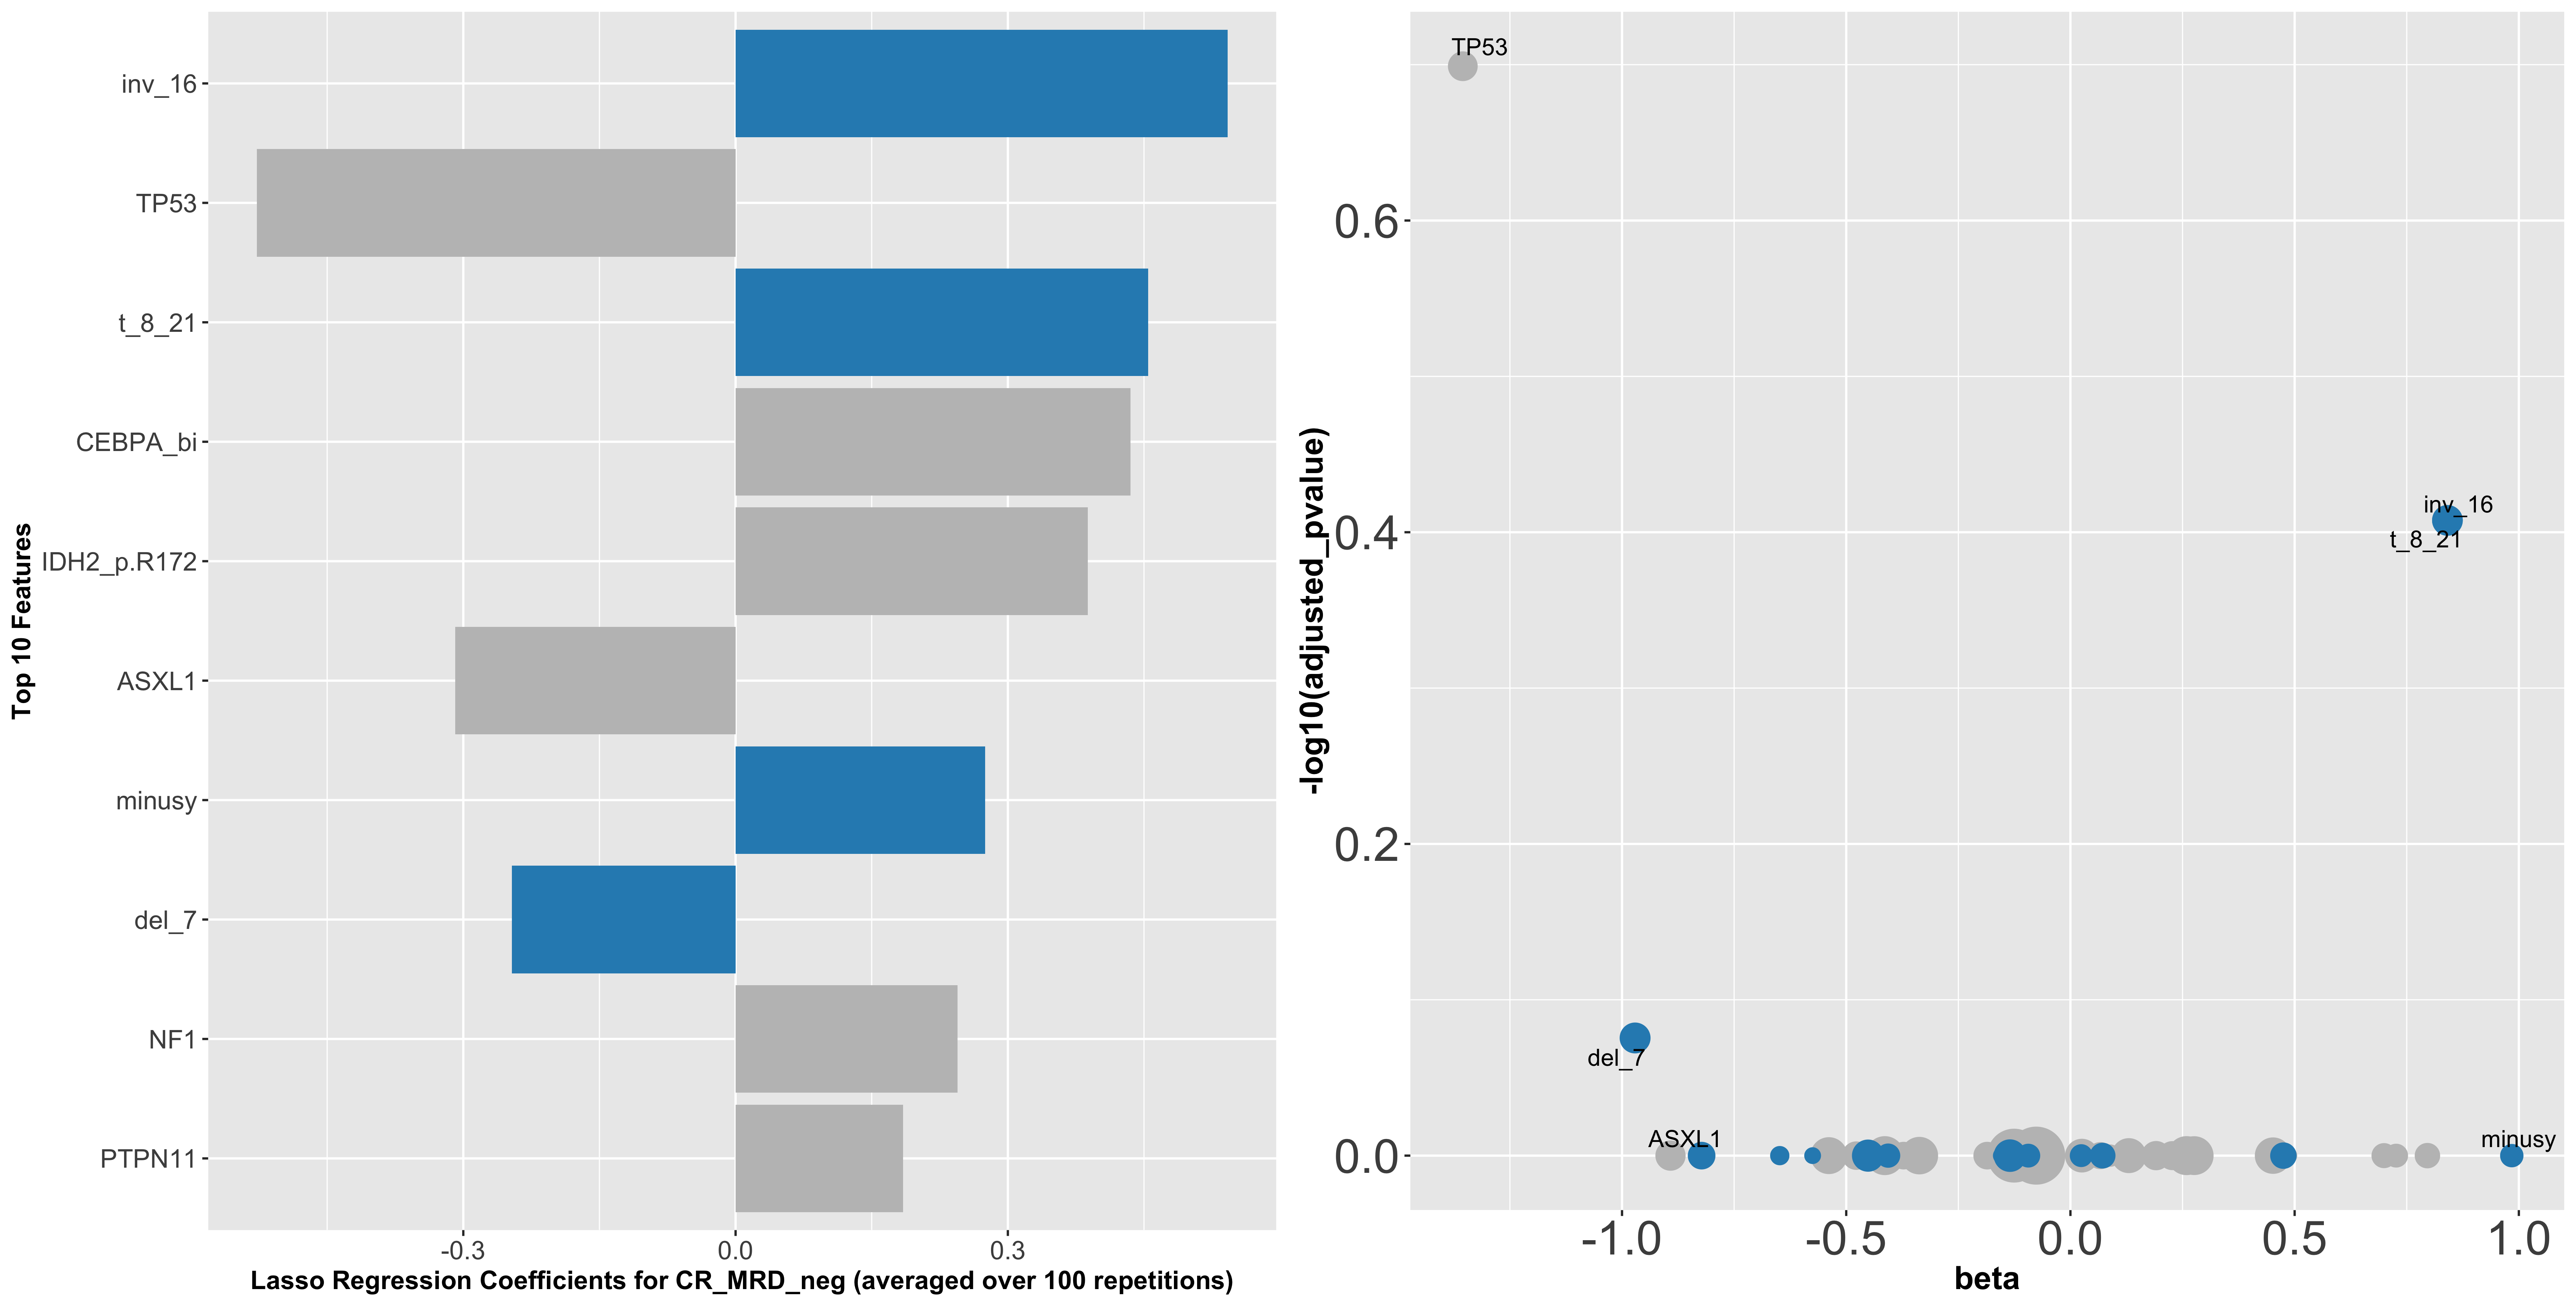 Top 10 Features
inv_16
TP53
t_8_21
CEBPA_bi
IDH2_p.R172
ASXL1
minusy
del_7
NF1
PTPN11
-0.3
0.0
0.3
Lasso Regression Coefficients for CR_MRD_neg (averaged over 100 repetitions)
-log10(adjusted_pvalue)
0.6
0.4
0.2
0.0
TP53
inv_16
t_8_21
del_7
ASXL1
minusy
-1.0
-0.5
0.0
0.5
1.0
beta